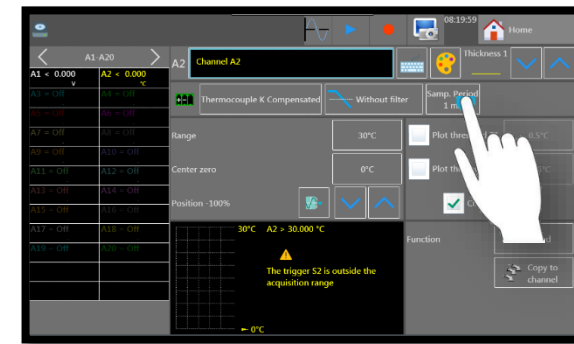 08:19:59
Home
A1-A20
A2
Channel A2
Thickness 1
A1 < 0.000
V
A2 < 0.000
°C
A3 = Off
A4 = Off
A5 = Off
A6 = Off
A7 = Off
A8 = Off
A9 = Off
A10 = Off
A11 = Off
A12 = Off
A13 = Off
A14 = Off
A15 = Off
A16 = Off
A17 = Off
A18 = Off
A19 = Off
A20 = Off
Thermocouple K Compensated
Without filter
Samp. Period
1
Range
30°C
Plot
0.5°C
Center zero
0°C
Plot
Position -100%
30°C A2 > 30.000 °C
The trigger S2 is
outside the
acquisition range
0°C
Function
Copy to
channel